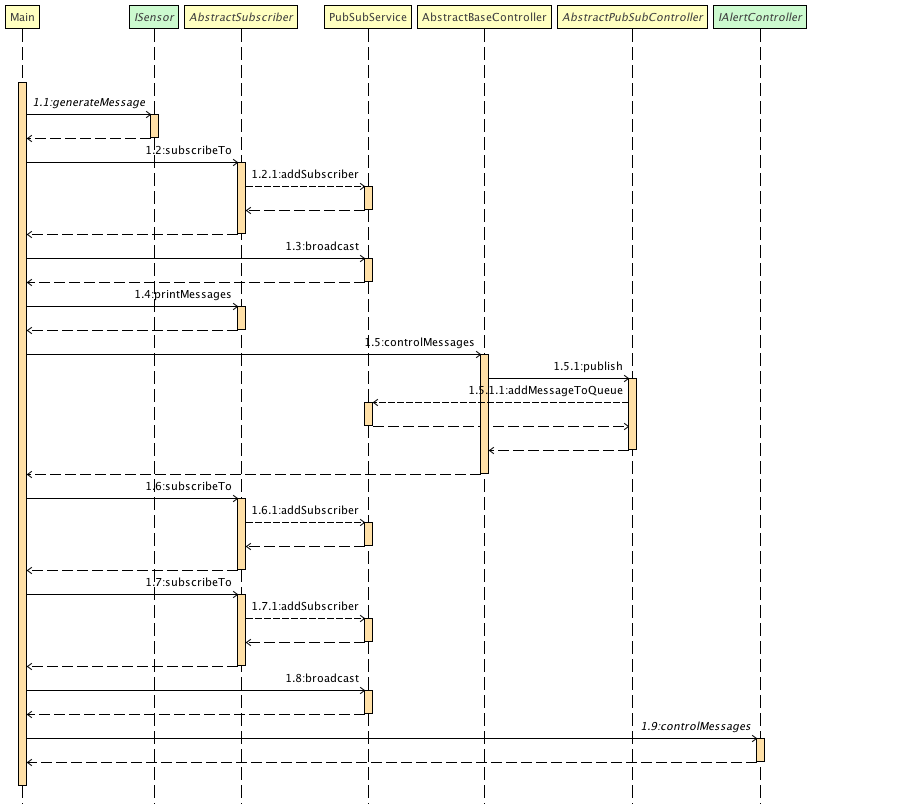 Main ISensor AbstractSubscriber PubSubService AbstractBaseController AbstractPubSubController IAlertController
1.1:generateMessage
1.2:subscribeTo
1.2.1:addSubscriber
1.3:broadcast
1.4:printMessages
1.5:controlMessages
1.5.1:publish
1.5.1.1:addMessageToQueue
1.6:subscribeTo
1.6.1:addSubscriber
1.7:subscribeTo
1.7.1:addSubscriber
1.8:broadcast
1.9:controlMessages